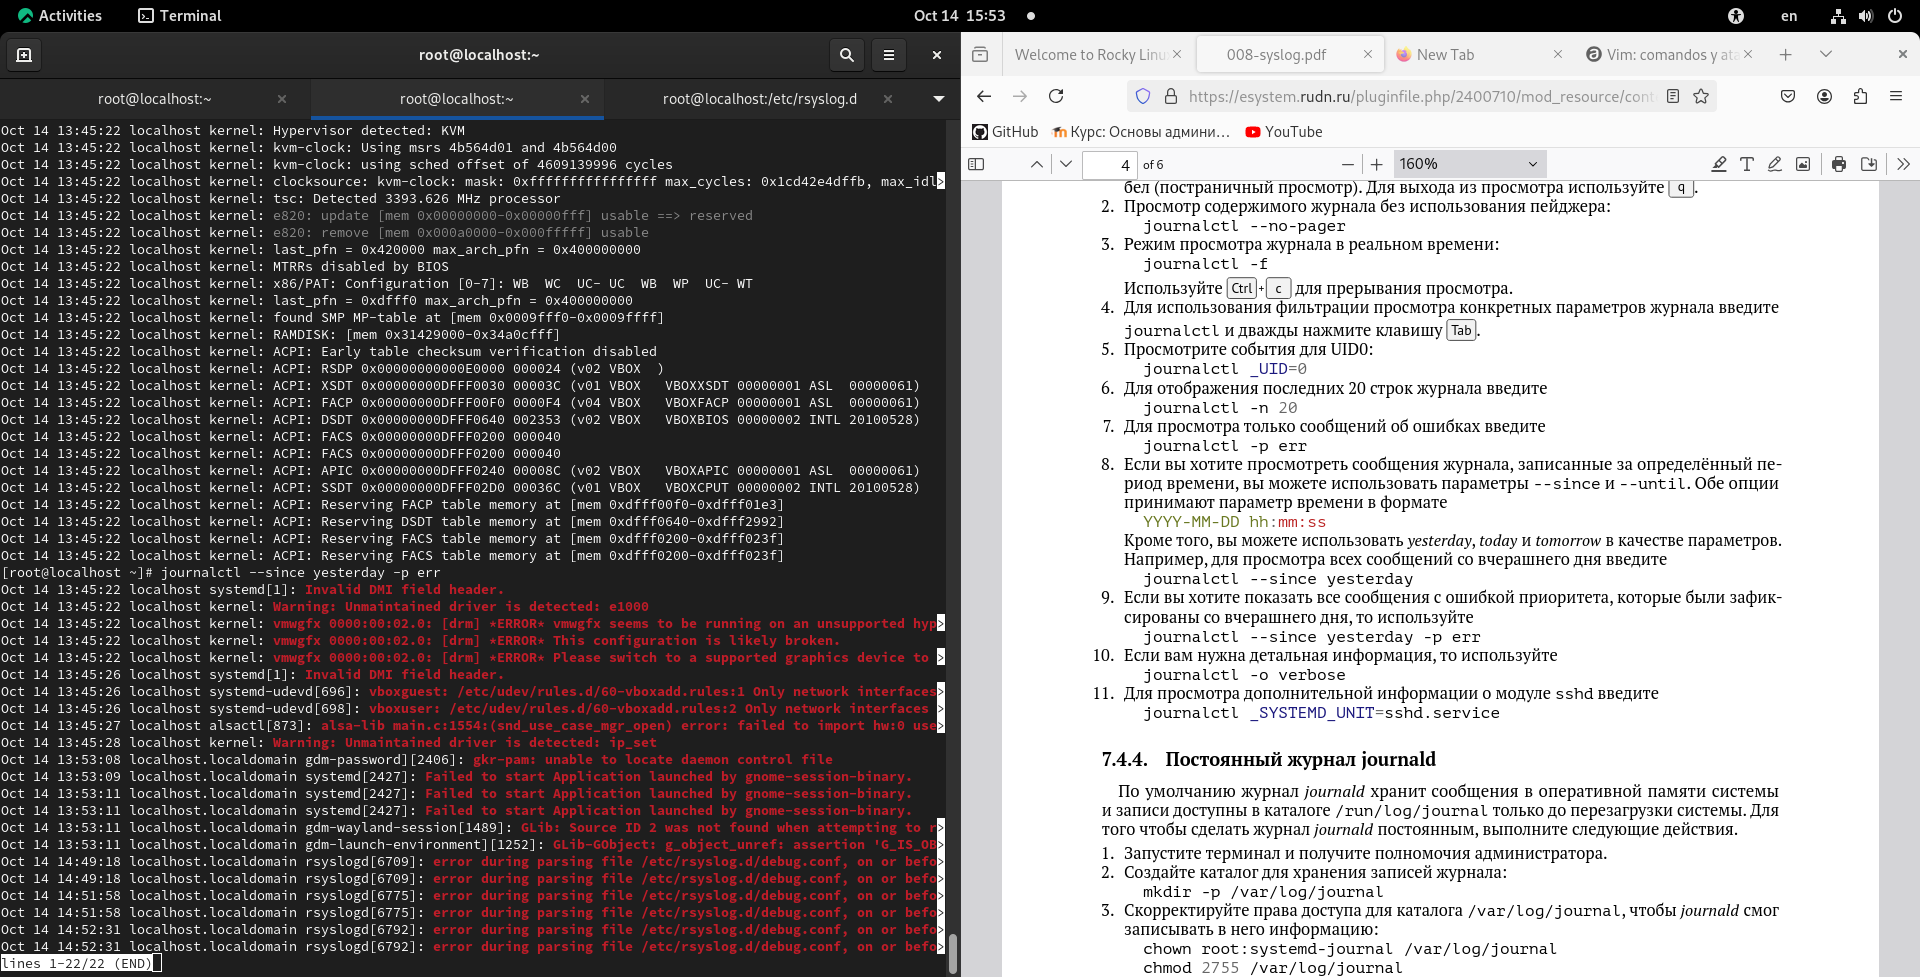 Activities
Terminal
Oct 14 15:53
en
root@localhost:~
root@localhost:~
root@localhost:~
root@localhost:/etc/rsyslog.d
Oct 14 13:45:22 localhost kernel: Hypervisor detected: KVM
Oct 14 13:45:22 localhost kernel: kvm-clock: Using msrs 4b564d01 and 4b564d00
Oct 14 13:45:22 localhost kernel: kvm-clock: using sched offset of 4609139996 cycles
Oct 14 13:45:22 localhost kernel: clocksource: kvm-clock: mask: 0xffffffffffffffff max_cycles: 0x1cd42e4dffb, max_idl>
Oct 14 13:45:22 localhost kernel: tsc: Detected 3393.626 MHz processor
Oct 14 13:45:22 localhost kernel: e820: update [mem 0x00000000-0x00000fff] usable ==> reserved
Oct 14 13:45:22 localhost kernel: e820: remove [mem 0x000a0000-0x000fffff] usable
Oct 14 13:45:22 localhost kernel: last_pfn = 0x420000 max_arch_pfn = 0x400000000
Oct 14 13:45:22 localhost kernel: MTRRs disabled by BIOS
Oct 14 13:45:22 localhost kernel: x86/PAT: Configuration [0-7]: WB  WC  UC- UC  WB  WP  UC- WT
Oct 14 13:45:22 localhost kernel: last_pfn = 0xdfff0 max_arch_pfn = 0x400000000
Oct 14 13:45:22 localhost kernel: found SMP MP-table at [mem 0x0009fff0-0x0009ffff]
Oct 14 13:45:22 localhost kernel: RAMDISK: [mem 0x31429000-0x34a0cfff]
Oct 14 13:45:22 localhost kernel: ACPI: Early table checksum verification disabled
Oct 14 13:45:22 localhost kernel: ACPI: RSDP 0x00000000000E0000 000024 (v02 VBOX  )
Oct 14 13:45:22 localhost kernel: ACPI: XSDT 0x00000000DFFF0030 00003C (v01 VBOX   VBOXXSDT 00000001 ASL  00000061)
Oct 14 13:45:22 localhost kernel: ACPI: FACP 0x00000000DFFF00F0 0000F4 (v04 VBOX   VBOXFACP 00000001 ASL  00000061)
Oct 14 13:45:22 localhost kernel: ACPI: DSDT 0x00000000DFFF0640 002353 (v02 VBOX   VBOXBIOS 00000002 INTL 20100528)
Oct 14 13:45:22 localhost kernel: ACPI: FACS 0x00000000DFFF0200 000040
Oct 14 13:45:22 localhost kernel: ACPI: FACS 0x00000000DFFF0200 000040
Oct 14 13:45:22 localhost kernel: ACPI: APIC 0x00000000DFFF0240 00008C (v02 VBOX   VBOXAPIC 00000001 ASL  00000061)
Oct 14 13:45:22 localhost kernel: ACPI: SSDT 0x00000000DFFF02D0 00036C (v01 VBOX   VBOXCPUT 00000002 INTL 20100528)
Oct 14 13:45:22 localhost kernel: ACPI: Reserving FACP table memory at [mem 0xdfff00f0-0xdfff01e3]
Oct 14 13:45:22 localhost kernel: ACPI: Reserving DSDT table memory at [mem 0xdfff0640-0xdfff2992]
Oct 14 13:45:22 localhost kernel: ACPI: Reserving FACS table memory at [mem 0xdfff0200-0xdfff023f]
Oct 14 13:45:22 localhost kernel: ACPI: Reserving FACS table memory at [mem 0xdfff0200-0xdfff023f]
[root@localhost ~]# journalctl --since yesterday -p err
Oct 14 13:45:22 localhost systemd[1]: Invalid DMI field header.
Oct 14 13:45:22 localhost kernel: Warning: Unmaintained driver is detected: e1000
Oct 14 13:45:22 localhost kernel: vmwgfx 0000:00:02.0: [drm] *ERROR* vmwgfx seems to be running on an unsupported hyp>
Oct 14 13:45:22 localhost kernel: vmwgfx 0000:00:02.0: [drm] *ERROR* This configuration is likely broken.
Oct 14 13:45:22 localhost kernel: vmwgfx 0000:00:02.0: [drm] *ERROR* Please switch to a supported graphics device to >
Oct 14 13:45:26 localhost systemd[1]: Invalid DMI field header.
Oct 14 13:45:26 localhost systemd-udevd[696]: vboxguest: /etc/udev/rules.d/60-vboxadd.rules:1 Only network interfaces>
Oct 14 13:45:26 localhost systemd-udevd[698]: vboxuser: /etc/udev/rules.d/60-vboxadd.rules:2 Only network interfaces >
Oct 14 13:45:27 localhost alsactl[873]: alsa-lib main.c:1554:(snd_use_case_mgr_open) error: failed to import hw:0 use>
Oct 14 13:45:28 localhost kernel: Warning: Unmaintained driver is detected: ip_set
Oct 14 13:53:08 localhost.localdomain gdm-password][2406]: gkr-pam: unable to locate daemon control file
Oct 14 13:53:09 localhost.localdomain systemd[2427]: Failed to start Application launched by gnome-session-binary.
Oct 14 13:53:11 localhost.localdomain systemd[2427]: Failed to start Application launched by gnome-session-binary.
Oct 14 13:53:11 localhost.localdomain systemd[2427]: Failed to start Application launched by gnome-session-binary.
Oct 14 13:53:11 localhost.localdomain gdm-wayland-session[1489]: GLib: Source ID 2 was not found when attempting to r>
Oct 14 13:53:11 localhost.localdomain gdm-launch-environment][1252]: GLib-GObject: g_object_unref: assertion 'G_IS_OB>
Oct 14 14:49:18 localhost.localdomain rsyslogd[6709]: error during parsing file /etc/rsyslog.d/debug.conf, on or befo>
Oct 14 14:49:18 localhost.localdomain rsyslogd[6709]: error during parsing file /etc/rsyslog.d/debug.conf, on or befo>
Oct 14 14:51:58 localhost.localdomain rsyslogd[6775]: error during parsing file /etc/rsyslog.d/debug.conf, on or befo>
Oct 14 14:51:58 localhost.localdomain rsyslogd[6775]: error during parsing file /etc/rsyslog.d/debug.conf, on or befo>
Oct 14 14:52:31 localhost.localdomain rsyslogd[6792]: error during parsing file /etc/rsyslog.d/debug.conf, on or befo>
Oct 14 14:52:31 localhost.localdomain rsyslogd[6792]: error during parsing file /etc/rsyslog.d/debug.conf, on or befo>
lines 1-22/22 (END)
Welcome to Rocky Linu
008-syslog.pdf
New Tab
Vim: comandos y ata
https://esystem.rudn.ru/pluginfile.php/2400710/mod_resource/cont
GitHub
Курс: Основы админи…
YouTube
4 of 6
160%
бел (постраничный просмотр). Для выхода из просмотра используйте q .
2. Просмотр содержимого журнала без использования пейджера:
journalctl --no-pager
3. Режим просмотра журнала в реальном времени:
journalctl -f
Используйте Ctrl + c для прерывания просмотра.
4. Для использования фильтрации просмотра конкретных параметров журнала введите
journalctl и дважды нажмите клавишу Tab .
5. Просмотрите события для UID0:
journalctl _UID=0
6. Для отображения последних 20 строк журнала введите
journalctl -n 20
7. Для просмотра только сообщений об ошибках введите
journalctl -p err
8. Если вы хотите просмотреть сообщения журнала, записанные за определённый пе-
риод времени, вы можете использовать параметры --since и --until. Обе опции
принимают параметр времени в формате
YYYY-MM-DD hh:mm:ss
Кроме того, вы можете использовать yesterday, today и tomorrow в качестве параметров.
Например, для просмотра всех сообщений со вчерашнего дня введите
journalctl --since yesterday
9. Если вы хотите показать все сообщения с ошибкой приоритета, которые были зафик-
сированы со вчерашнего дня, то используйте
journalctl --since yesterday -p err
10. Если вам нужна детальная информация, то используйте
journalctl -o verbose
11. Для просмотра дополнительной информации о модуле sshd введите
journalctl _SYSTEMD_UNIT=sshd.service
7.4.4. Постоянный журнал journald
По умолчанию журнал journald хранит сообщения в оперативной памяти системы
и записи доступны в каталоге /run/log/journal только до перезагрузки системы. Для
того чтобы сделать журнал journald постоянным, выполните следующие действия.
1. Запустите терминал и получите полномочия администратора.
2. Создайте каталог для хранения записей журнала:
mkdir -p /var/log/journal
3. Скорректируйте права доступа для каталога /var/log/journal, чтобы journald смог
записывать в него информацию:
chown root:systemd-journal /var/log/journal
chmod 2755 /var/log/journal